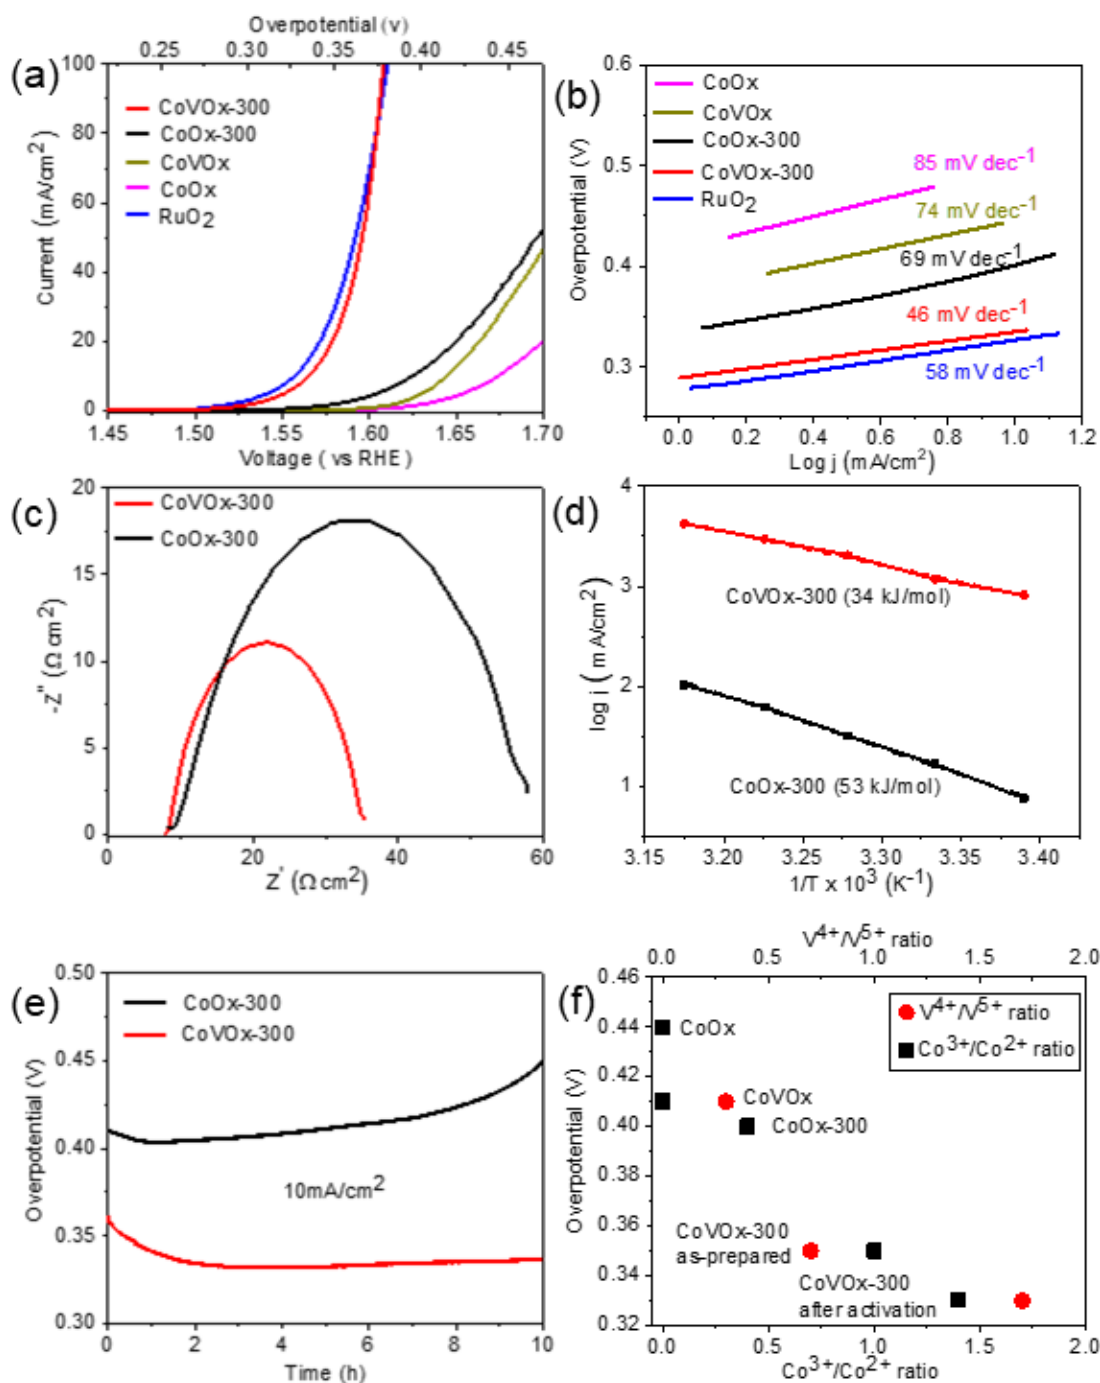 (a)
Overpotential (v)
0.25 0.30 0.35 0.40 0.45
100
80
60
40
20
0
Current (mA/cm²)
CoVOx-300
CoOx-300
CoVOx
CoOx
RuO₂
1.45 1.50 1.55 1.60 1.65 1.70
Voltage ( vs RHE)
(b)
0.6
0.5
0.4
0.3
Overpotential (V)
CoOx
CoVOx
CoOx-300
CoVOx-300
RuO₂
85 mV dec⁻¹
74 mV dec⁻¹
69 mV dec⁻¹
46 mV dec⁻¹
58 mV dec⁻¹
0.0 0.2 0.4 0.6 0.8 1.0 1.2
Log j (mA/cm²)
(c)
20
15
10
5
0
-Z" (Ω cm²)
CoVOx-300
CoOx-300
0 20 40 60
Z' (Ω cm²)
(d)
4
3
2
1
log i ( mA/cm²)
CoVOx-300 (34 kJ/mol)
CoOx-300 (53 kJ/mol)
3.15 3.20 3.25 3.30 3.35 3.40
1/T x 10³ (K⁻¹)
(e)
0.50
0.45
0.40
0.35
0.30
Overpotential (V)
CoOx-300
CoVOx-300
10mA/cm²
0 2 4 6 8 10
Time (h)
(f)
V⁴⁺/V⁵⁺ ratio
0.0 0.5 1.0 1.5 2.0
0.46
0.44
0.42
0.40
0.38
0.36
0.34
0.32
Overpotential (V)
V⁴⁺/V⁵⁺ ratio
Co³⁺/Co²⁺ ratio
CoOx
CoVOx
CoOx-300
CoVOx-300
as-prepared
CoVOx-300
after activation
0.0 0.5 1.0 1.5 2.0
Co³⁺/Co²⁺ ratio